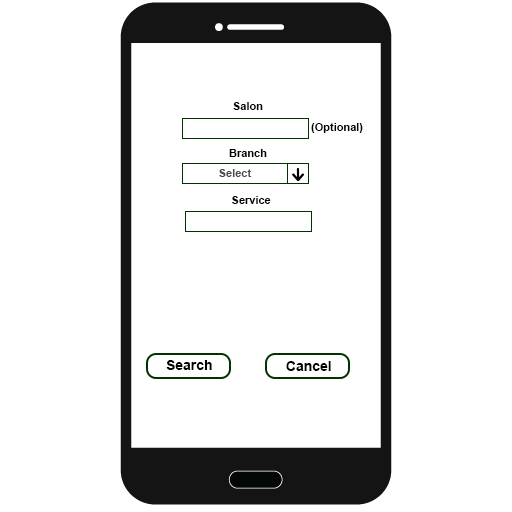 Salon
(Optional)
Branch
Select
Service
Search
Cancel